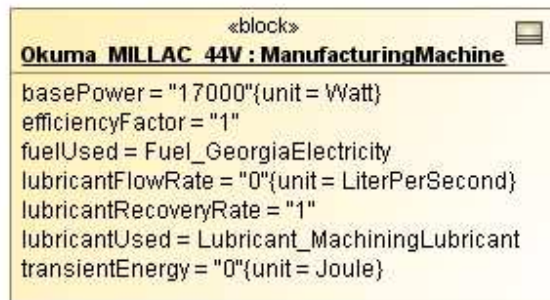 «block»
Okuma_MILLAC_44V : ManufacturingMachine
basePower = "17000"{unit = Watt}
efficiencyFactor = "1"
fuelUsed = Fuel_GeorgiaElectricity
lubricantFlowRate = "0"{unit = LiterPerSecond}
lubricantRecoveryRate = "1"
lubricantUsed = Lubricant_MachiningLubricant
transientEnergy = "0"{unit = Joule}